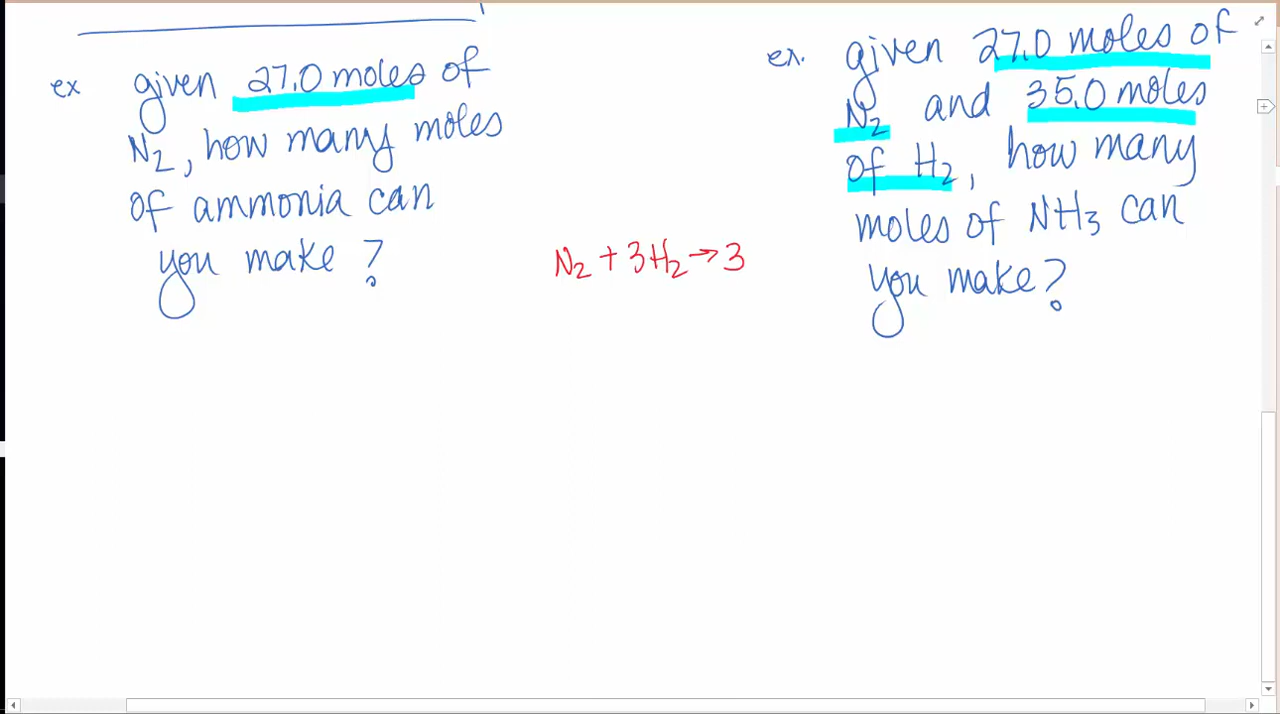 ex given 27.0 moles of
N₂, how many moles
of ammonia can
you make ?
N₂ + 3H₂ → 3
ex. given 27.0 moles of
N₂ and 35.0 moles
of H₂, how many
moles of NH₃ can
you make?